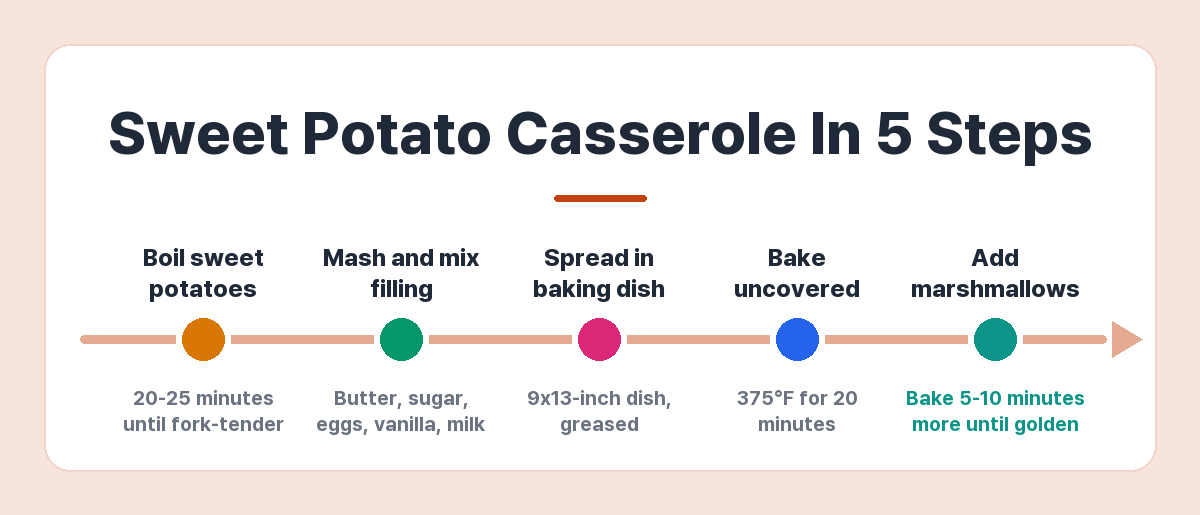 Sweet Potato Casserole In 5 Steps
Boil sweet
potatoes
20-25 minutes
until fork-tender
Mash and mix
filling
Butter, sugar,
eggs, vanilla, milk
Spread in
baking dish
9x13-inch dish,
greased
Bake
uncovered
375°F for 20
minutes
Add
marshmallows
Bake 5-10 minutes
more until golden